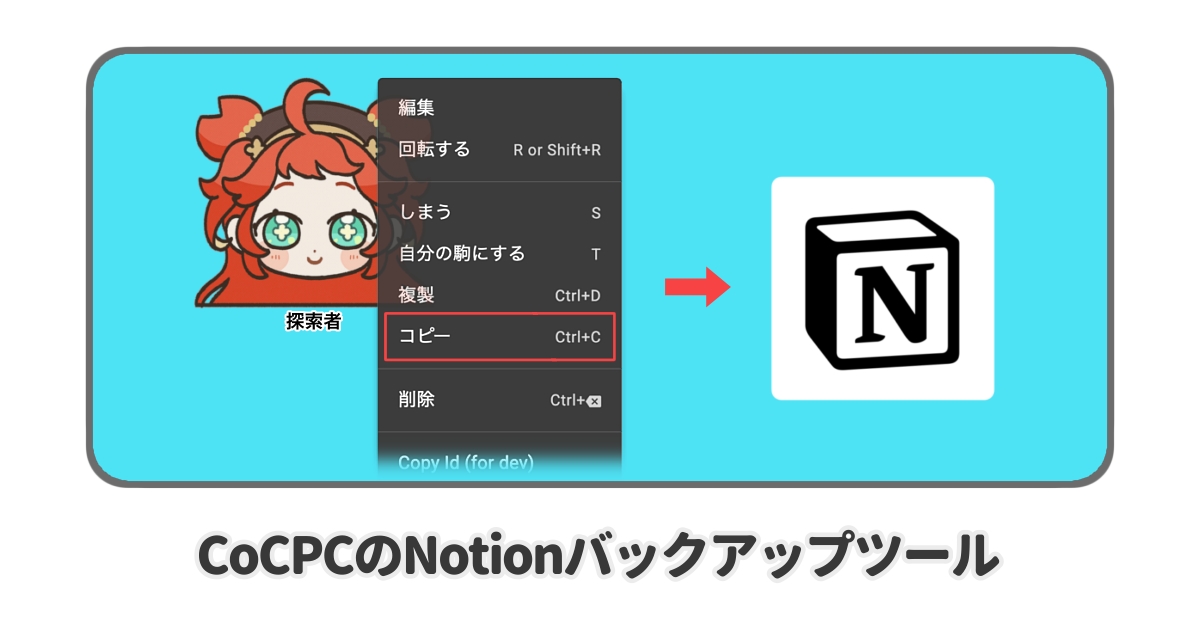 編集
回転する R or Shift+R
しまう S
自分の駒にする T
複製 Ctrl+D
コピー Ctrl+C
削除 Ctrl+⌫
Copy Id (for dev)
探索者
N
CoCPCのNotionバックアップツール